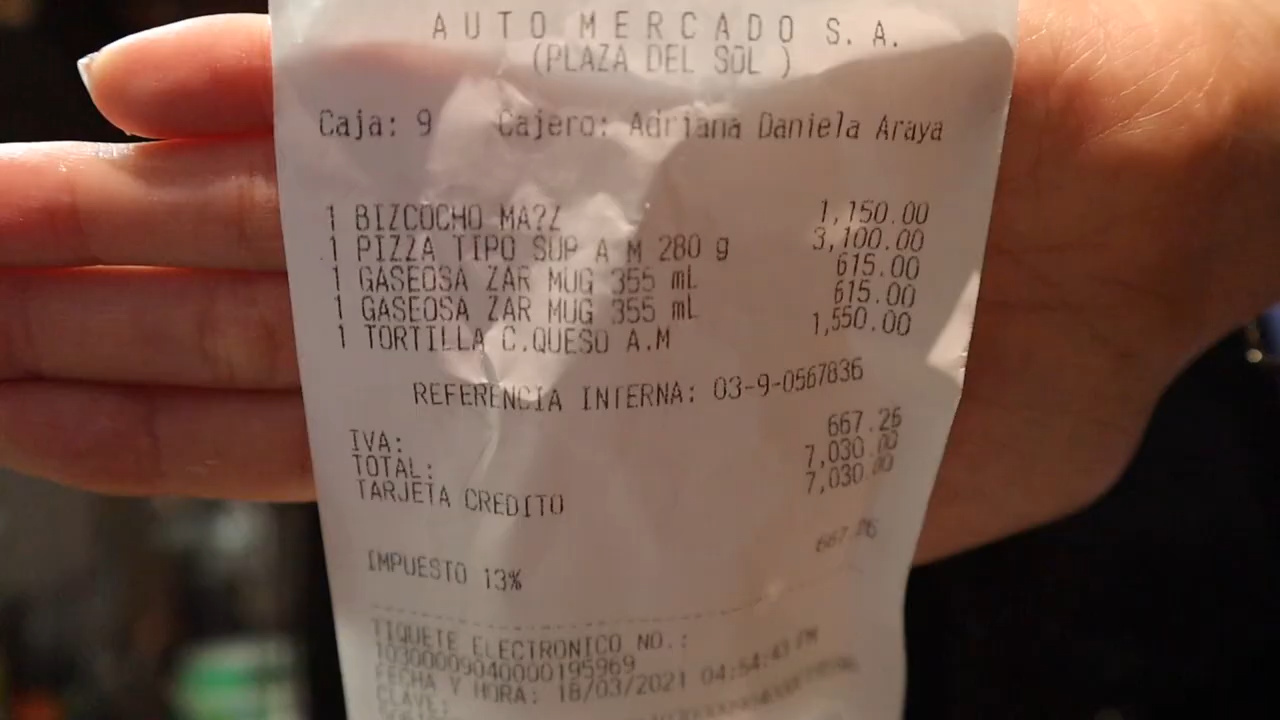 AUTO MERCADO S. A.
(PLAZA DEL SOL )
Caja: 9 Cajero: Adriana Daniela Araya
1 BIZCOCHO MA?Z 1,150.00
1 PIZZA TIPO SUP A M 280 g 3,100.00
1 GASEOSA ZAR MUG 355 mL 615.00
1 GASEOSA ZAR MUG 355 mL 615.00
1 TORTILLA C.QUESO A.M 1,550.00
REFERENCIA INTERNA: 03-9-0567836
IVA: 667.26
TOTAL: 7,030.00
TARJETA CREDITO 7,030.00
IMPUESTO 13% 667.26
TIQUETE ELECTRONICO NO.:
10300009040000195969
FECHA Y HORA: 18/03/2021 04:54:43 PM
CLAVE: